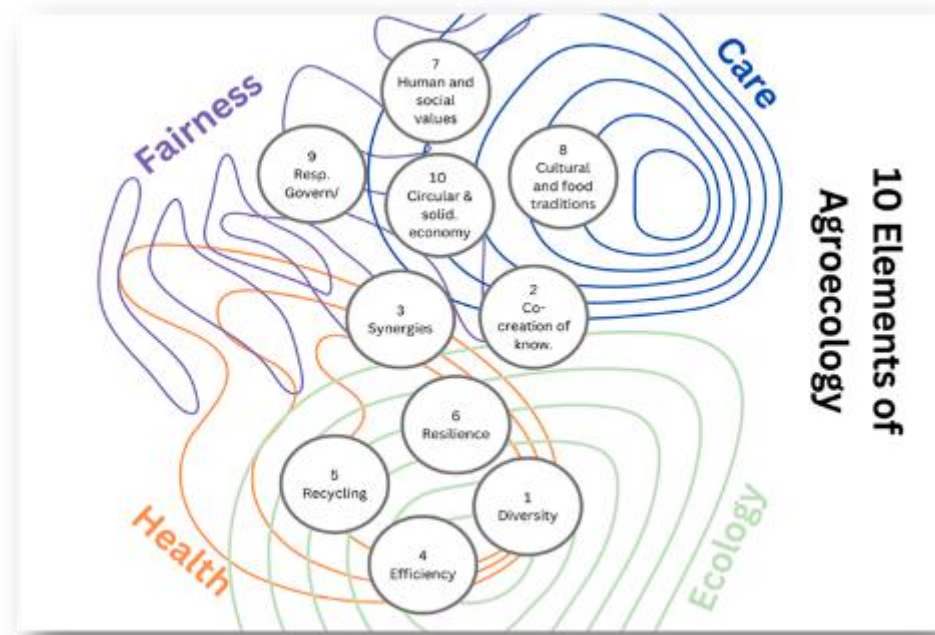 7
Human and
social
values
Care
Fairness
9
Resp.
Govern/
10
Circular &
solid.
economy
8
Cultural
and food
traditions
10 Elements of
Agroecology
3
Synergies
2
Co-
creation of
know.
6
Resilience
5
Recycling
1
Diversity
4
Efficiency
Health
Ecology